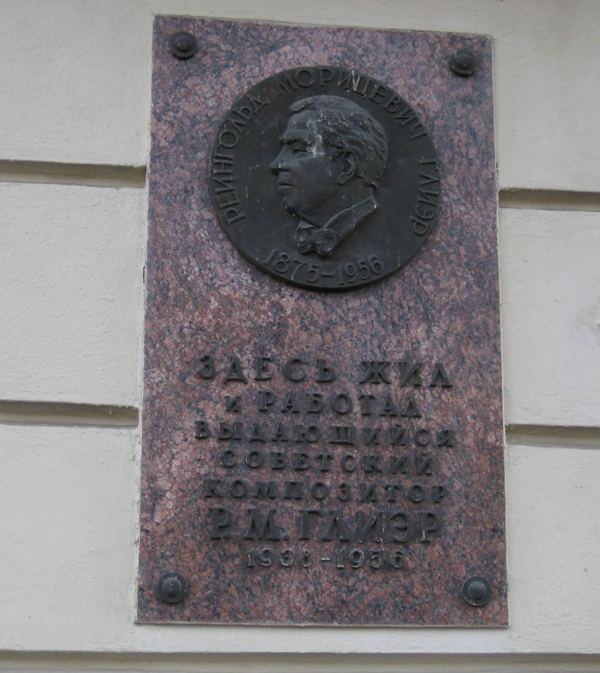 РЕЙНГОЛЬД МОРИЦЕВИЧ ГЛИЭР
1875-1956
ЗДЕСЬ ЖИЛ
И РАБОТАЛ
ВЫДАЮЩИЙСЯ
СОВЕТСКИЙ
КОМПОЗИТОР
Р.М. ГЛИЭР
1938-1956